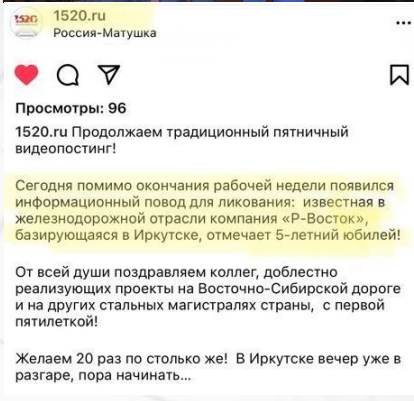 1520
1520.ru
Россия-Матушка
Просмотры: 96
1520.ru Продолжаем традиционный пятничный
видеопостинг!
Сегодня помимо окончания рабочей недели появился
информационный повод для ликования: известная в
железнодорожной отрасли компания «Р-Восток»,
базирующаяся в Иркутске, отмечает 5-летний юбилей!
От всей души поздравляем коллег, доблестно
реализующих проекты на Восточно-Сибирской дороге
и на других стальных магистралях страны, с первой
пятилеткой!
Желаем 20 раз по столько же! В Иркутске вечер уже в
разгаре, пора начинать...